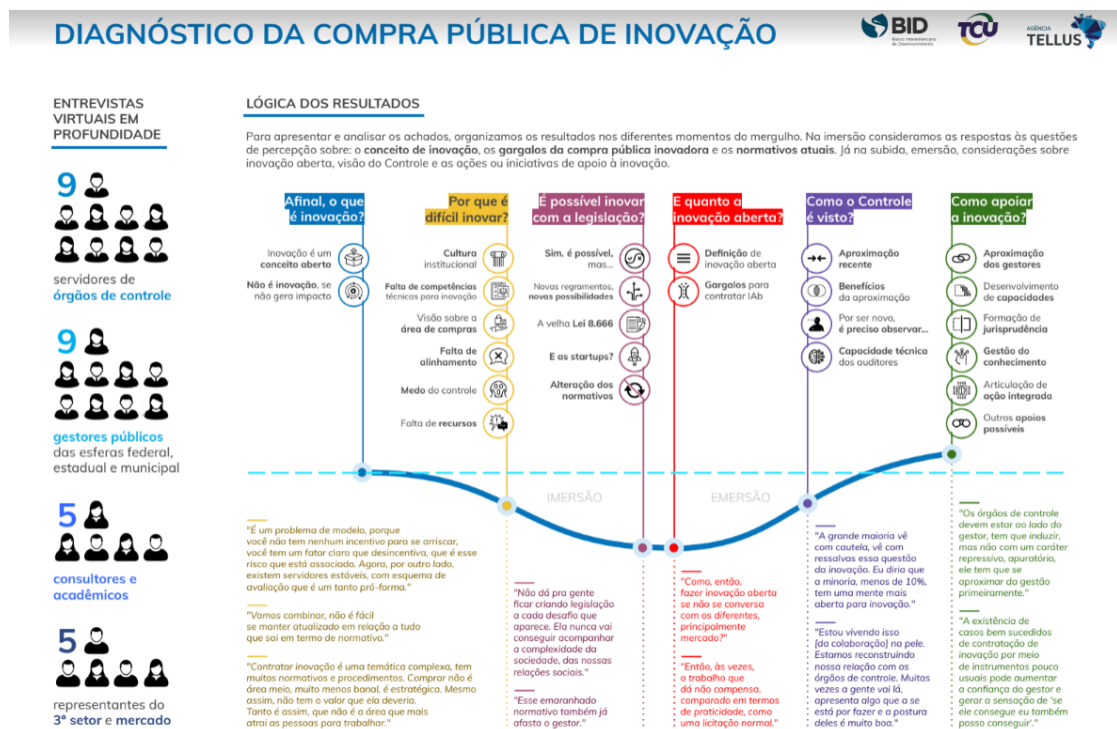 DIAGNÓSTICO DA COMPRA PÚBLICA DE INOVAÇÃO
BID
Banco Interamericano
de Desenvolvimento
TCU
AGÊNCIA
TELLUS
ENTREVISTAS
VIRTUAIS EM
PROFUNDIDADE
9
servidores de
órgãos de controle
9
gestores públicos
das esferas federal,
estadual e municipal
5
consultores e
acadêmicos
5
representantes do
3º setor e mercado
LÓGICA DOS RESULTADOS
Para apresentar e analisar os achados, organizamos os resultados nos diferentes momentos do mergulho. Na imersão consideramos as respostas às questões
de percepção sobre: o conceito de inovação, os gargalos da compra pública inovadora e os normativos atuais. Já na subida, emersão, considerações sobre
inovação aberta, visão do Controle e as ações ou iniciativas de apoio à inovação.
Afinal, o que
é inovação?
Inovação é um
conceito aberto
Não é inovação, se
não gera impacto
Por que é
difícil inovar?
Cultura
institucional
Falta de competências
técnicas para inovação
Visão sobre a
área de compras
Falta de
alinhamento
Medo do controle
Falta de recursos
É possível inovar
com a legislação?
Sim, é possível,
mas...
Novos regramentos,
novas possibilidades
A velha Lei 8.666
E as startups?
Alteração dos
normativos
E quanto a
inovação aberta?
Definição de
inovação aberta
Gargalos para
contratar IAb
Como o Controle
é visto?
Aproximação
recente
Benefícios
da aproximação
Por ser novo,
é preciso observar...
Capacidade técnica
dos auditores
Como apoiar
a inovação?
Aproximação
dos gestores
Desenvolvimento
de capacidades
Formação de
jurisprudência
Gestão do
conhecimento
Articulação de
ação integrada
Outros apoios
possíveis
IMERSÃO
EMERSÃO
"É um problema de modelo, porque
você não tem nenhum incentivo para se arriscar,
você tem um fator claro que desincentiva, que é esse
risco que está associado. Agora, por outro lado,
existem servidores estáveis, com esquema de
avaliação que é um tanto pró-forma."
"Vamos combinar, não é fácil
se manter atualizado em relação a tudo
que sai em termo de normativo."
"Contratar inovação é uma temática complexa, tem
muitos normativos e procedimentos. Comprar não é
área meio, muito menos banal, é estratégica. Mesmo
assim, não tem o valor que ela deveria.
Tanto é assim, que não é a área que mais
atrai as pessoas para trabalhar."
"Não dá pra gente
ficar criando legislação
a cada desafio que
aparece. Ela nunca vai
conseguir acompanhar
a complexidade da
sociedade, das nossas
relações sociais."
"Esse emaranhado
normativo também já
afasta o gestor."
"Como, então,
fazer inovação aberta
se não se conversa
com os diferentes,
principalmente
mercado?"
"Então, às vezes,
o trabalho que
dá não compensa,
comparado em termos
de praticidade, como
uma licitação normal."
"A grande maioria vê
com cautela, vê com
ressalvas essa questão
da inovação. Eu diria que
a minoria, menos de 10%,
tem uma mente mais
aberta para inovação."
"Estou vivendo isso
[da colaboração] na pele.
Estamos reconstruindo
nossa relação com os
órgãos de controle. Muitas
vezes a gente vai lá,
apresenta algo que a se
está por fazer e a postura
deles é muito boa."
"Os órgãos de controle
devem estar ao lado do
gestor, tem que induzir,
mas não com um caráter
repressivo, apuratório,
ele tem que se
aproximar da gestão
primeiramente."
"A existência de
casos bem sucedidos
de contratação de
inovação por meio
de instrumentos pouco
usuais pode aumentar
a confiança do gestor e
gerar a sensação de 'se
ele consegue eu também
posso conseguir'."